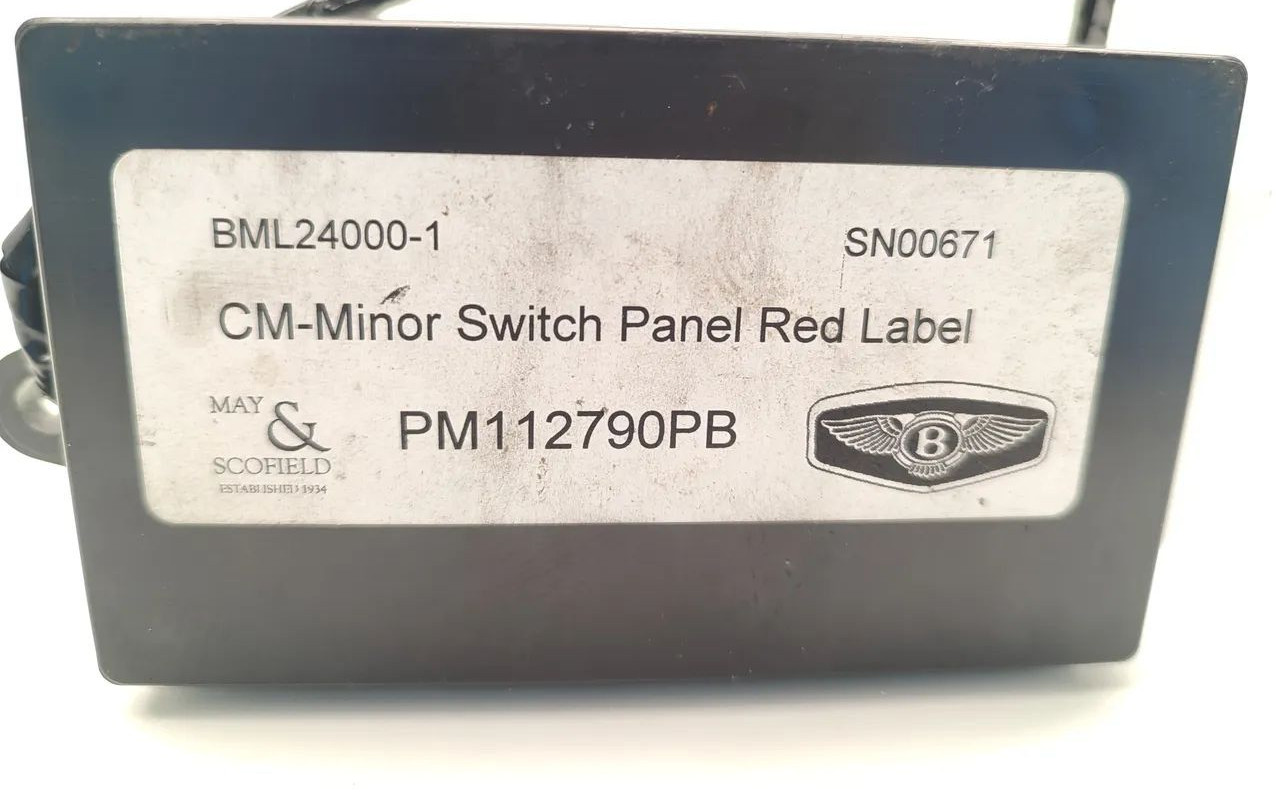 BML24000-1 SN00671
CM-Minor Switch Panel Red Label
MAY
&
SCOFIELD
ESTABLISHED 1934
PM112790PB
B